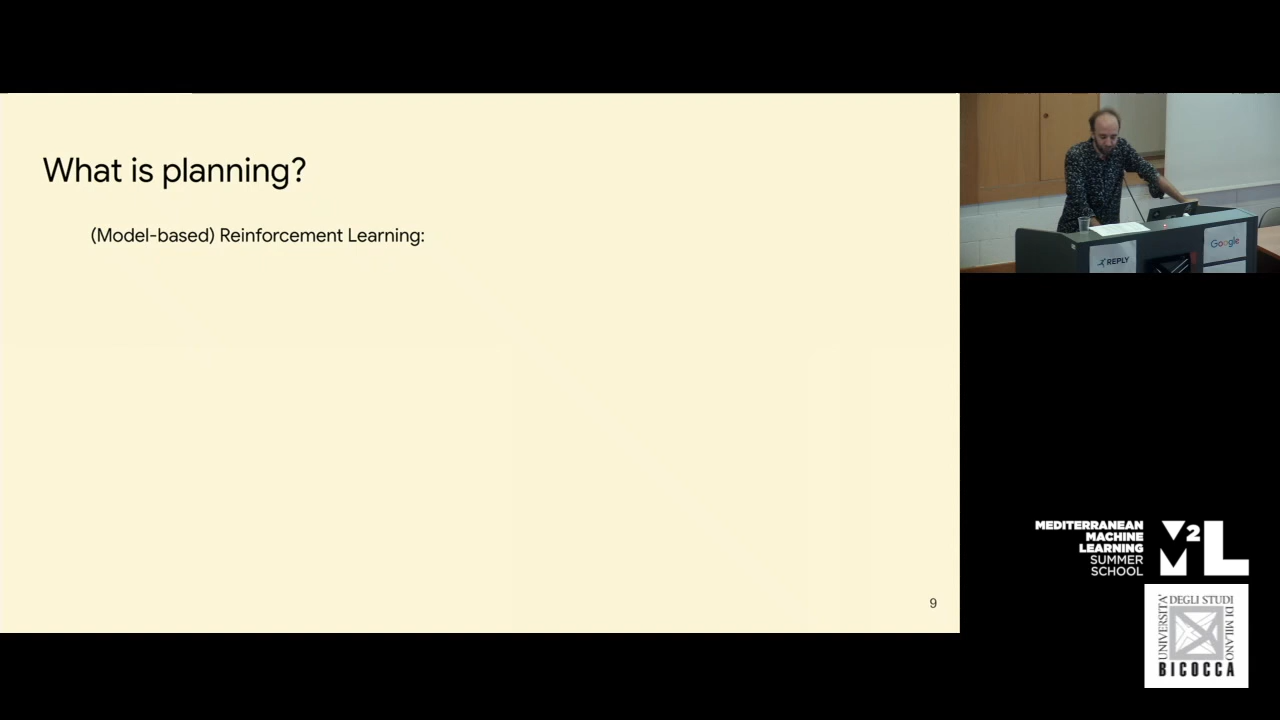 What is planning?
(Model-based) Reinforcement Learning:
9
REPLY
Google
MEDITERRANEAN
MACHINE
LEARNING
SUMMER
SCHOOL
M2L
UNIVERSITÀ
DEGLI STUDI
DI MILANO
BICOCCA